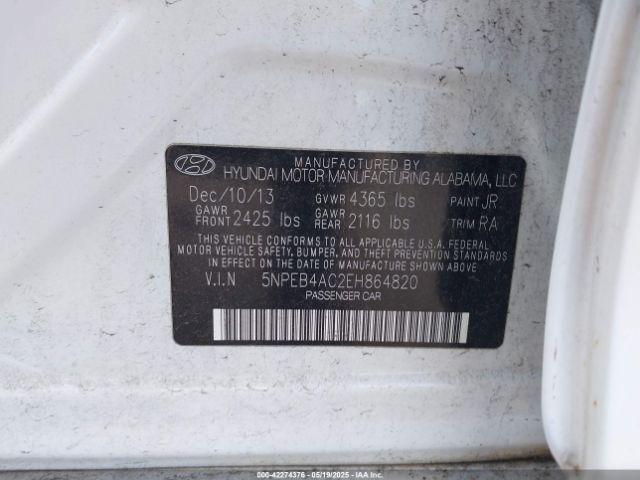 MANUFACTURED BY
HYUNDAI MOTOR MANUFACTURING ALABAMA, LLC
Dec/10/13 GVWR 4365 lbs PAINT JR
GAWR FRONT 2425 lbs GAWR REAR 2116 lbs TRIM RA
THIS VEHICLE CONFORMS TO ALL APPLICABLE U.S.A. FEDERAL
MOTOR VEHICLE SAFETY, BUMPER, AND THEFT PREVENTION
STANDARDS IN EFFECT ON THE DATE OF MANUFACTURE SHOWN ABOVE.
V.I.N 5NPEB4AC2EH864820
PASSENGER CAR
000-42274376 - 05/19/2025 - © IAA Holdings, LLC